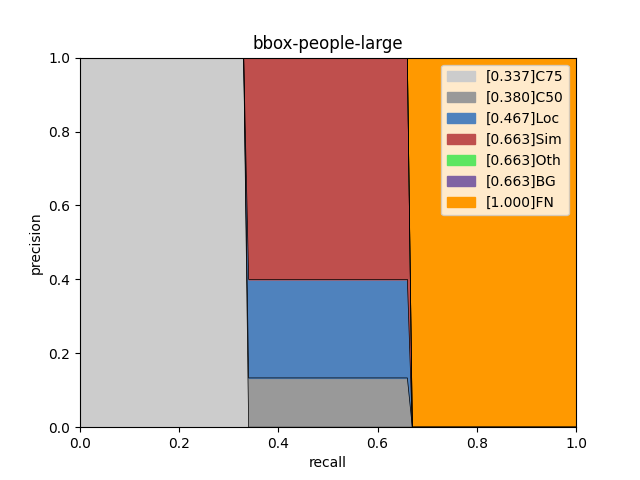 bbox-people-large
1.0
0.8
0.6
0.4
0.2
0.0
precision
[0.337]C75
[0.380]C50
[0.467]Loc
[0.663]Sim
[0.663]Oth
[0.663]BG
[1.000]FN
0.0 0.2 0.4 0.6 0.8 1.0
recall